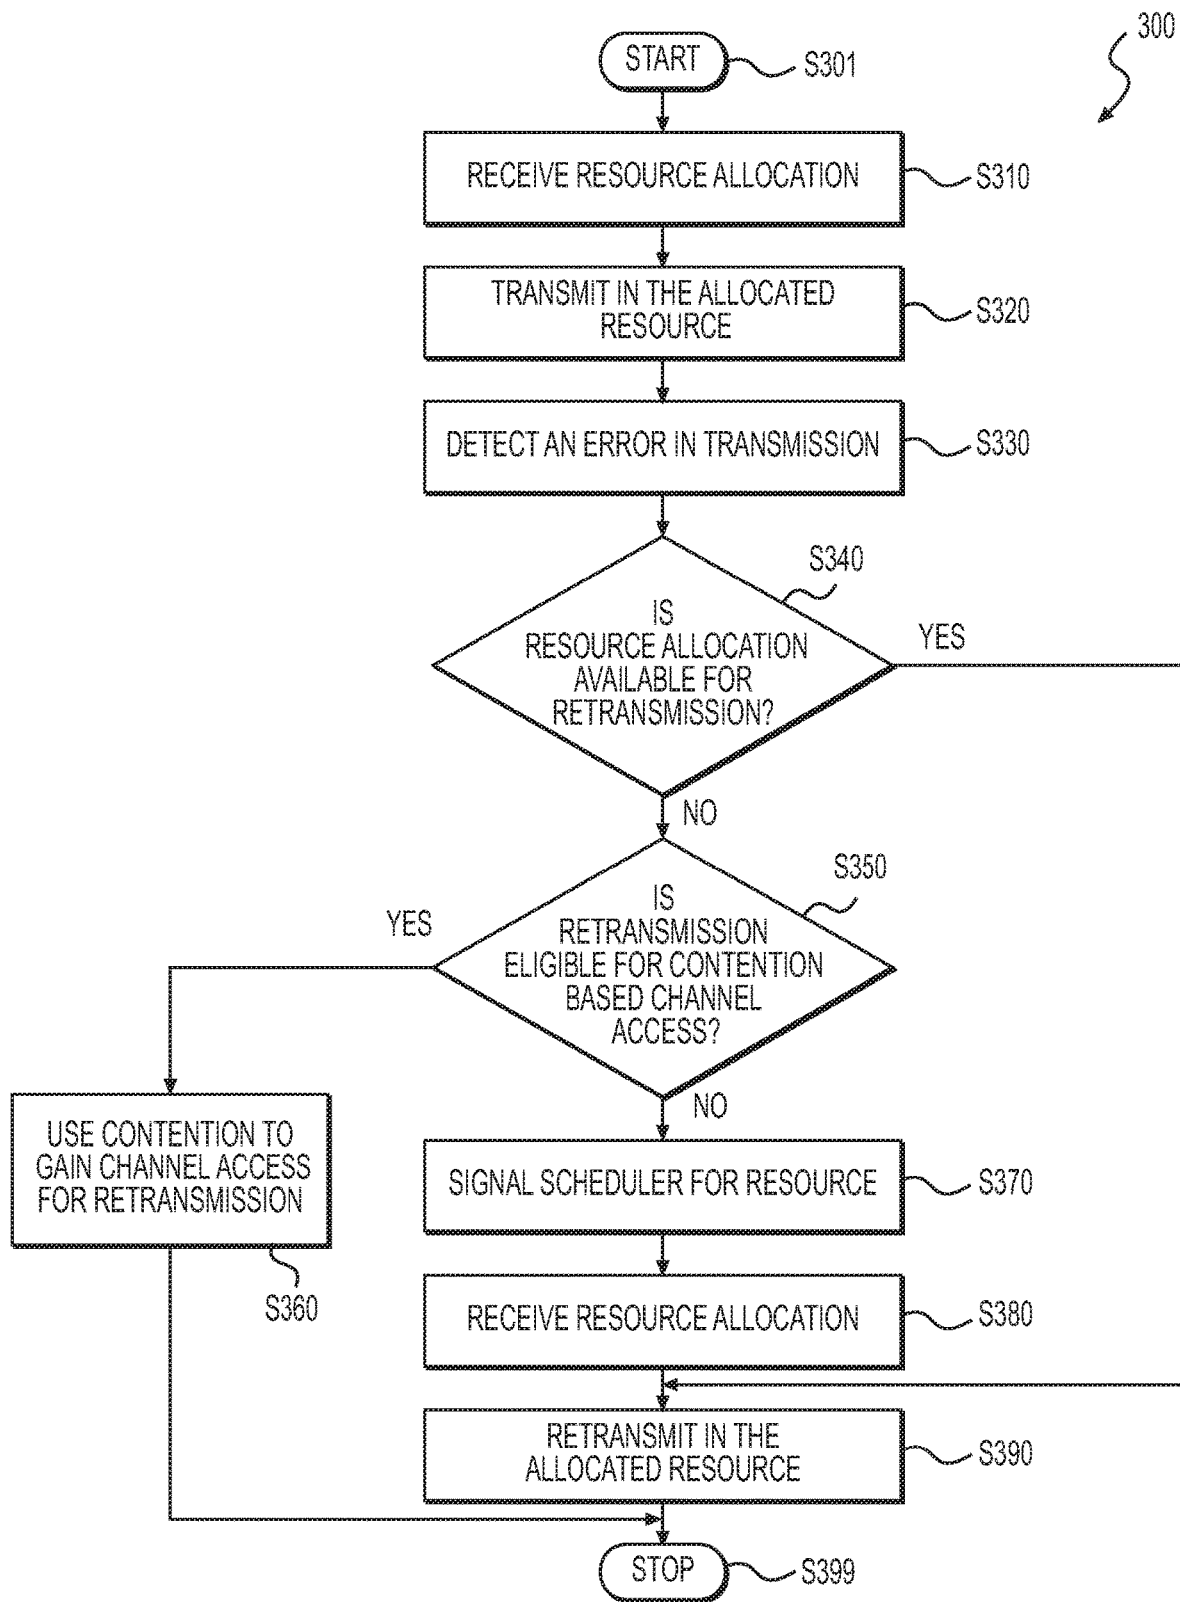 300
START
S301
RECEIVE RESOURCE ALLOCATION
S310
TRANSMIT IN THE ALLOCATED
RESOURCE
S320
DETECT AN ERROR IN TRANSMISSION
S330
S340
IS
RESOURCE ALLOCATION
AVAILABLE FOR
RETRANSMISSION?
YES
NO
S350
IS
RETRANSMISSION
ELIGIBLE FOR CONTENTION
BASED CHANNEL
ACCESS?
YES
NO
USE CONTENTION TO
GAIN CHANNEL ACCESS
FOR RETRANSMISSION
S360
SIGNAL SCHEDULER FOR RESOURCE
S370
RECEIVE RESOURCE ALLOCATION
S380
RETRANSMIT IN THE
ALLOCATED RESOURCE
S390
STOP
S399